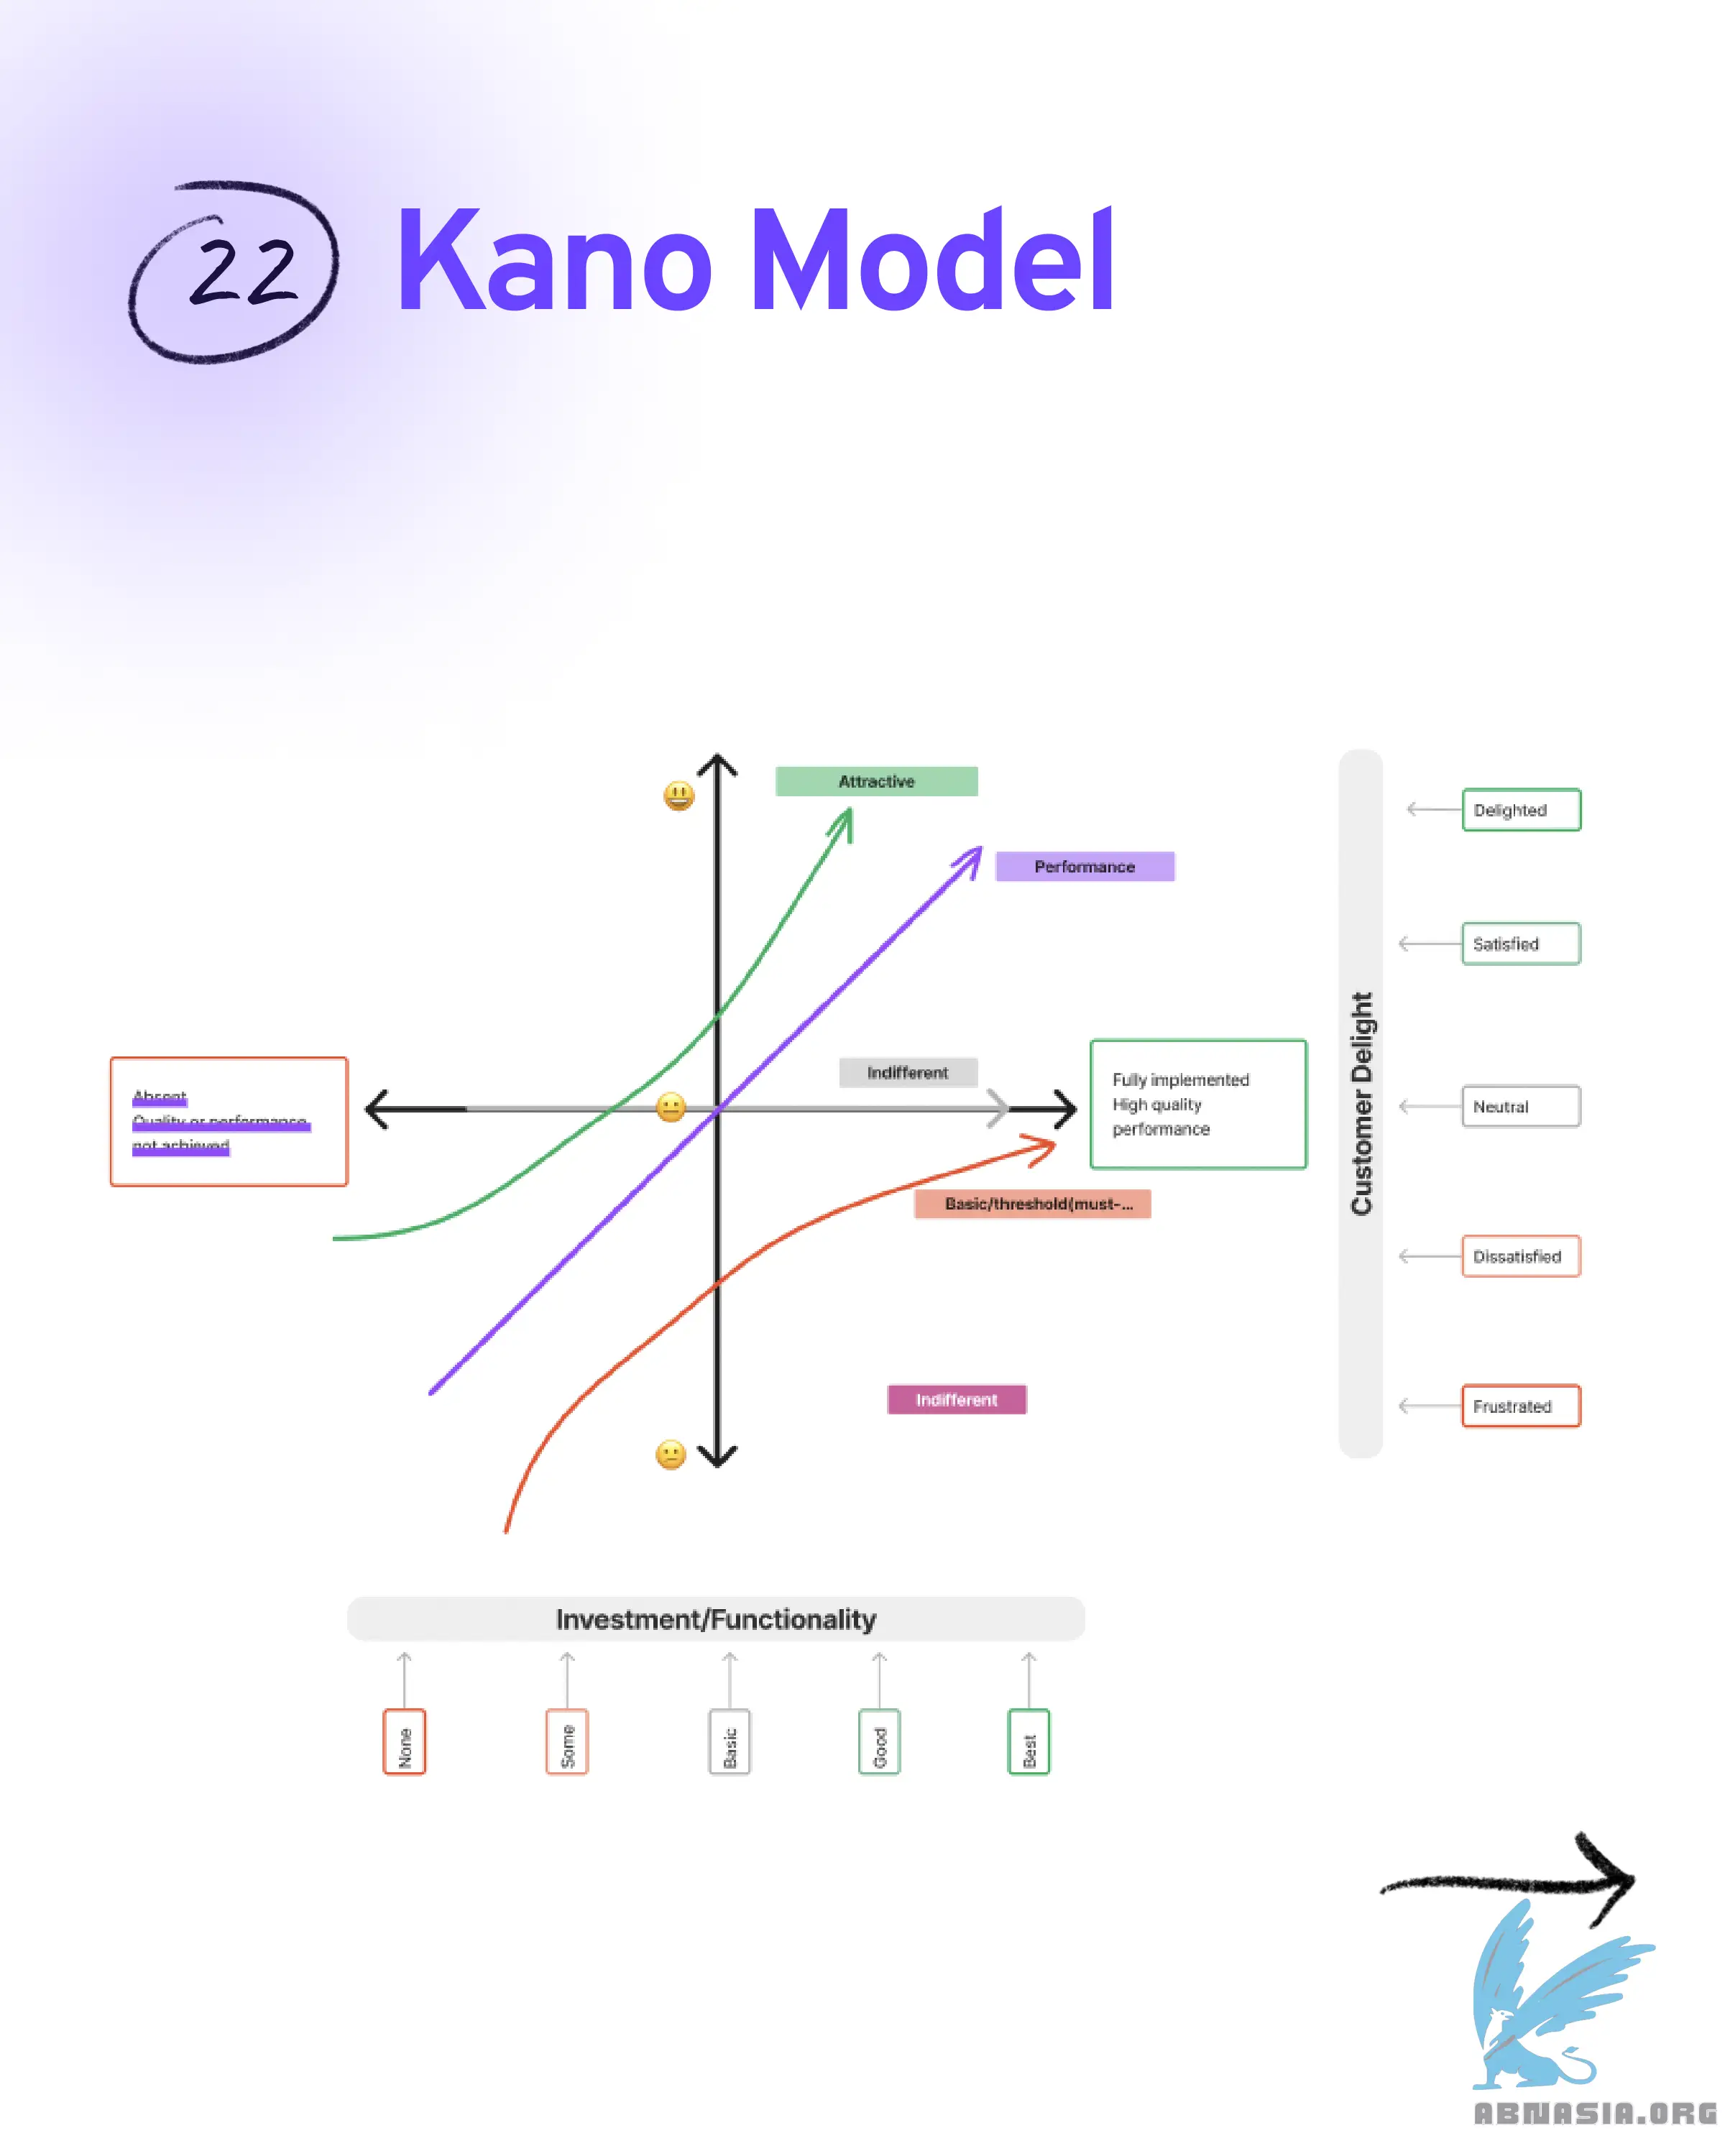 22
Kano Model
Attractive
Performance
Indifferent
Absent
Quality or performance
not achieved
Fully implemented
High quality
performance
Basic/threshold(must-...
Indifferent
Customer Delight
Delighted
Satisfied
Neutral
Dissatisfied
Frustrated
Investment/Functionality
None
Some
Basic
Good
Best
ABNASIA.ORG